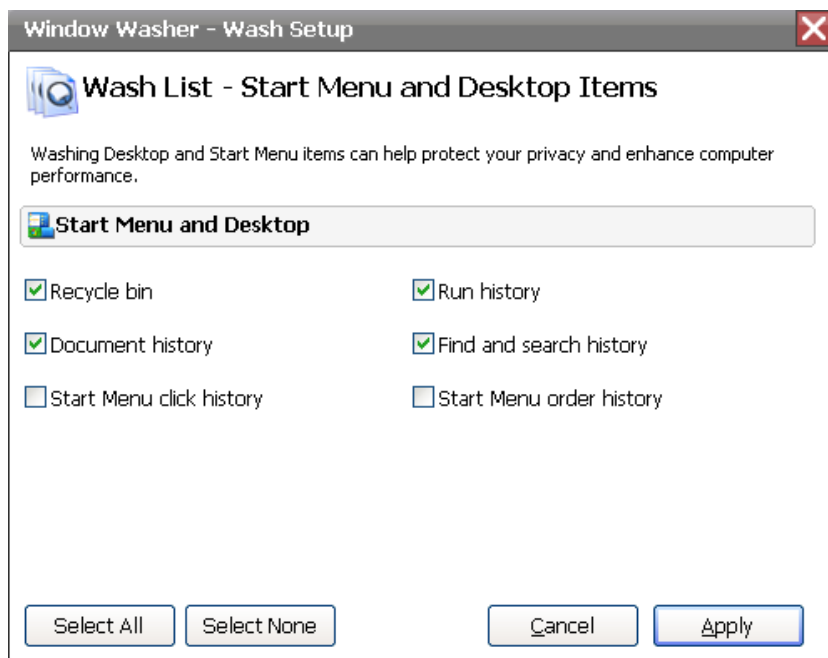 Window Washer - Wash Setup
Wash List - Start Menu and Desktop Items
Washing Desktop and Start Menu items can help protect your privacy and enhance computer
performance.
Start Menu and Desktop
Recycle bin
Run history
Document history
Find and search history
Start Menu click history
Start Menu order history
Select All
Select None
Cancel
Apply